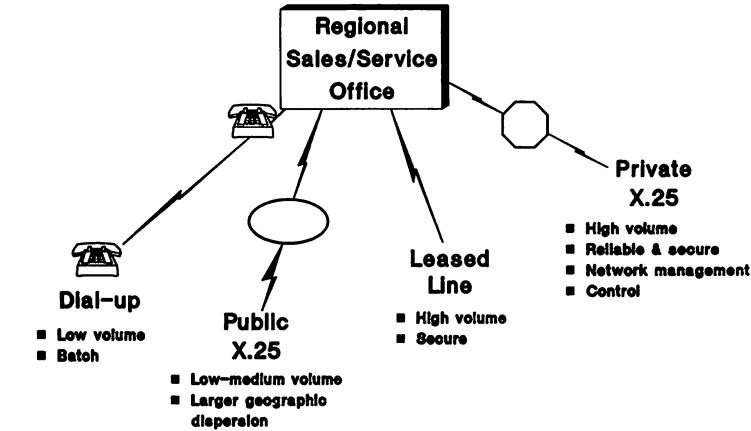 Regional
Sales/Service
Office
Dial-up
■ Low volume
■ Batch
Public
X.25
■ Low-medium volume
■ Larger geographic
dispersion
Leased
Line
■ High volume
■ Secure
Private
X.25
■ High volume
■ Reliable & secure
■ Network management
■ Control